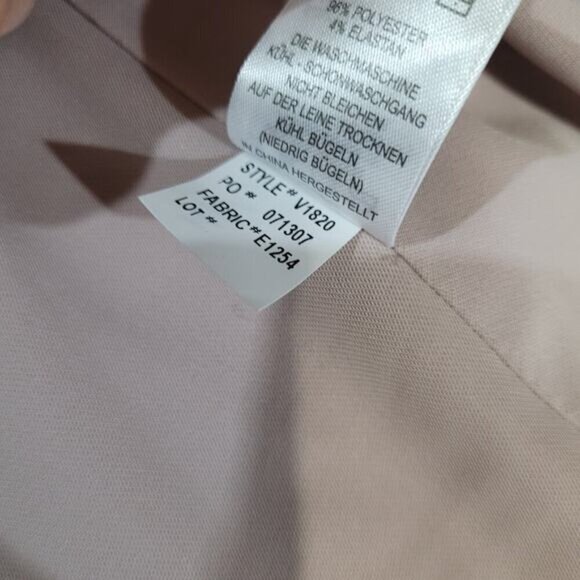 96% POLYESTER
4% ELASTAN
DIE WASCHMASCHINE
KÜHL - SCHONWASCHGANG
NICHT BLEICHEN
AUF DER LEINE TROCKNEN
KÜHL BÜGELN
(NIEDRIG BÜGELN)
IN CHINA HERGESTELLT
STYLE # V1820
PO # 071307
FABRIC # E1254
LOT #